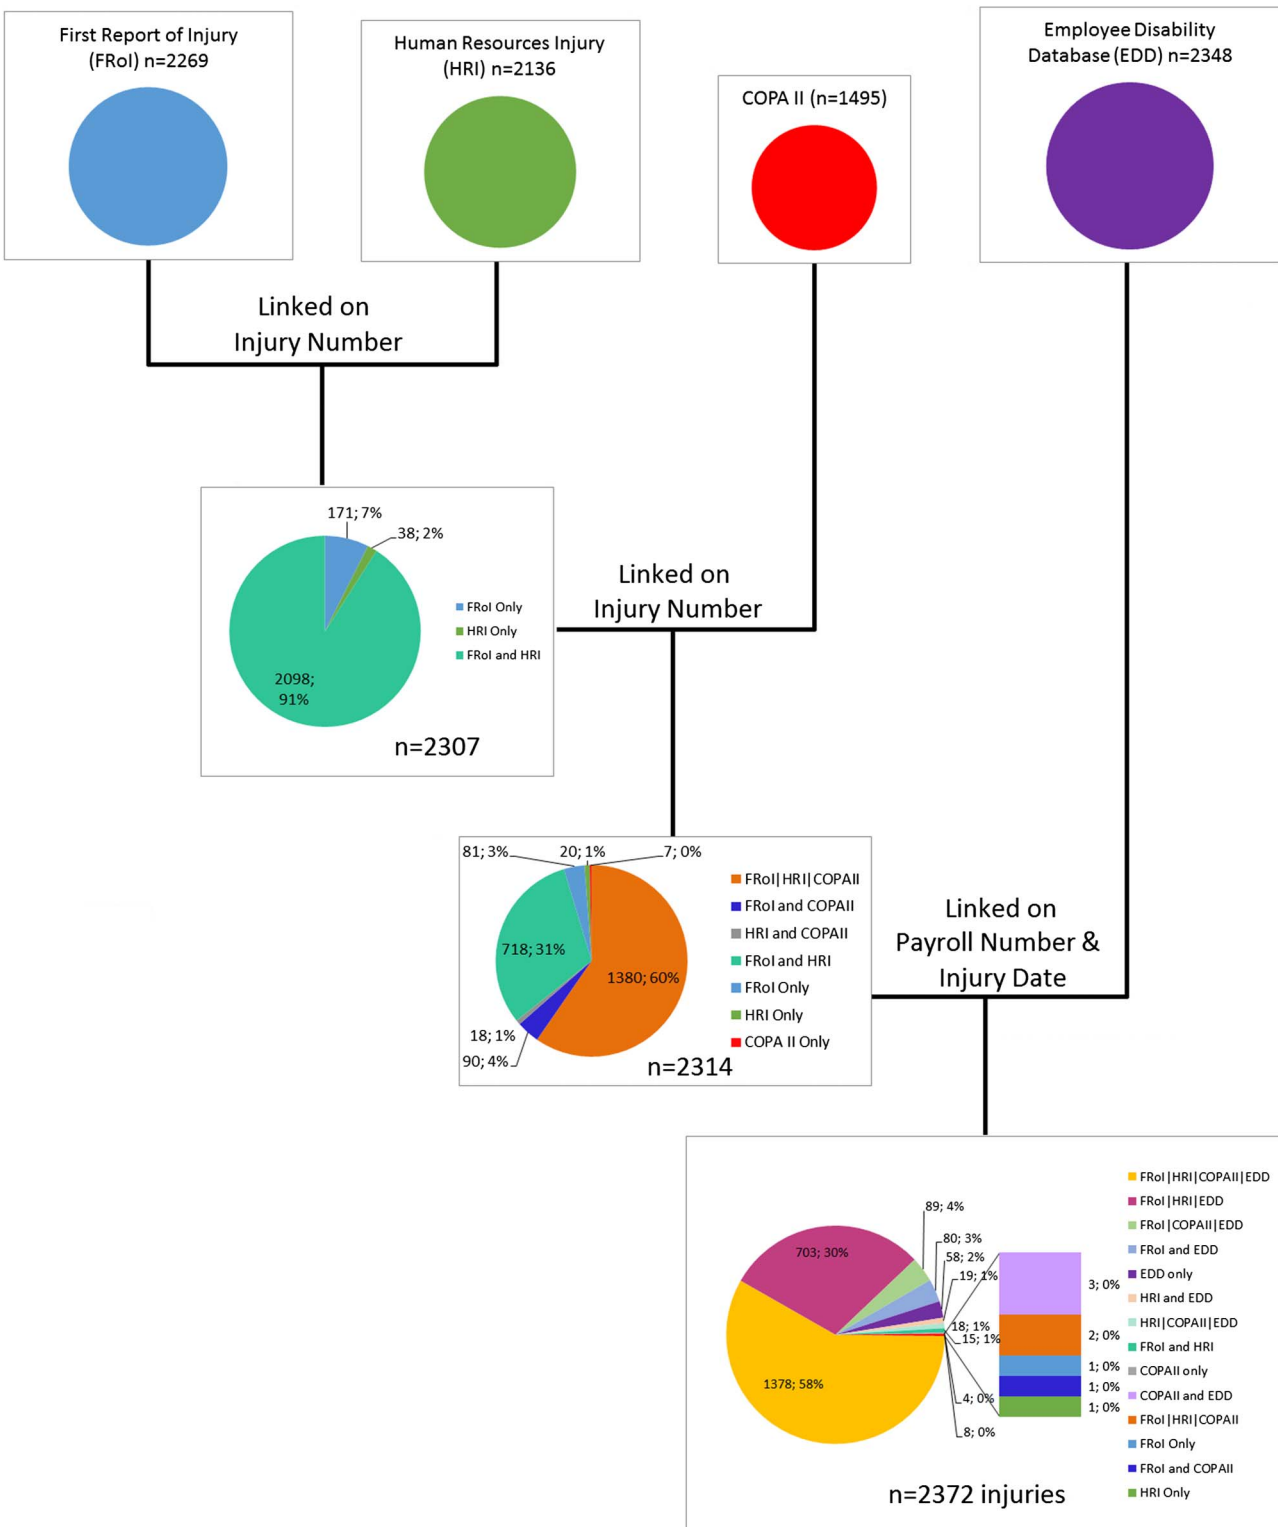 First Report of Injury
(FRoI) n=2269
Human Resources Injury
(HRI) n=2136
COPA II (n=1495)
Employee Disability
Database (EDD) n=2348
Linked on
Injury Number
171; 7%
38; 2%
2098;
91%
FRoI Only
HRI Only
FRoI and HRI
n=2307
Linked on
Injury Number
81; 3%
20; 1%
7; 0%
718; 31%
1380; 60%
18; 1%
90; 4%
FRoI|HRI|COPAII
FRoI and COPAII
HRI and COPAII
FRoI and HRI
FRoI Only
HRI Only
COPA II Only
n=2314
Linked on
Payroll Number &
Injury Date
703; 30%
89; 4%
80; 3%
58; 2%
19; 1%
18; 1%
15; 1%
1378; 58%
4; 0%
8; 0%
3; 0%
2; 0%
1; 0%
1; 0%
1; 0%
FRoI|HRI|COPAII|EDD
FRoI|HRI|EDD
FRoI|COPAII|EDD
FRoI and EDD
EDD only
HRI and EDD
HRI|COPAII|EDD
FRoI and HRI
COPAII only
COPAII and EDD
FRoI|HRI|COPAII
FRoI Only
FRoI and COPAII
HRI Only
n=2372 injuries